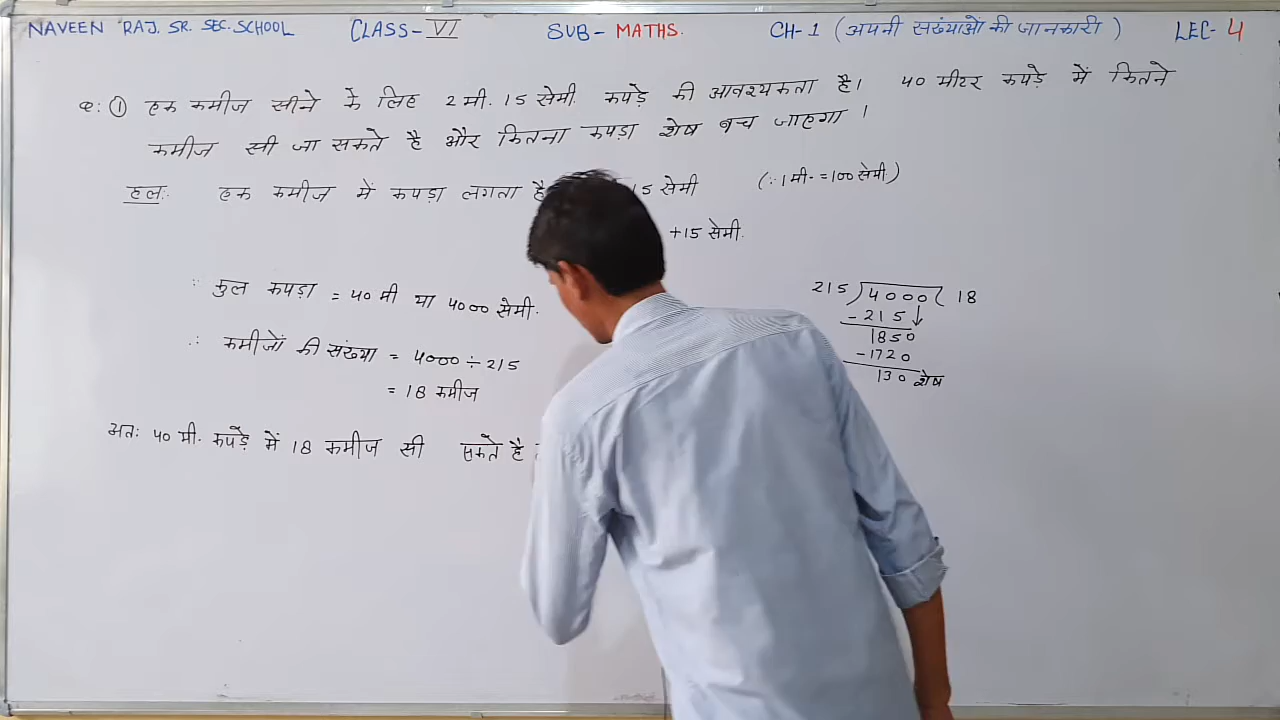 NAVEEN RAJ. SR. SEC. SCHOOL CLASS- VI SUB- MATHS. CH-1 (अपनी संख्याओं की जानकारी) LEC- 4
Q: ① एक कमीज सीने के लिए 2 मी. 15 सेमी. कपड़े की आवश्यकता है। 40 मीटर कपड़े में कितने
कमीज सी जा सकते है और कितना कपड़ा शेष बच जाएगा ।
हल: एक कमीज में कपड़ा लगता है 15 सेमी (∵ 1 मी. = 100 सेमी)
+15 सेमी.
∵ कुल कपड़ा = 40 मी या 4000 सेमी.
∴ कमीजों की संख्या = 4000 ÷ 215
= 18 कमीज
अतः 40 मी. कपड़े में 18 कमीज सी सकते है
215 ) 4000 ( 18
- 215 ↓
1850
-1720
130 शेष